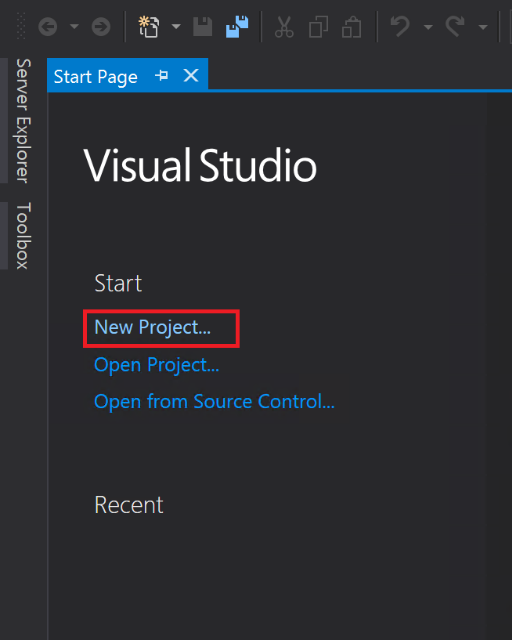 Server Explorer
Toolbox
Start Page
Visual Studio
Start
New Project...
Open Project...
Open from Source Control...
Recent